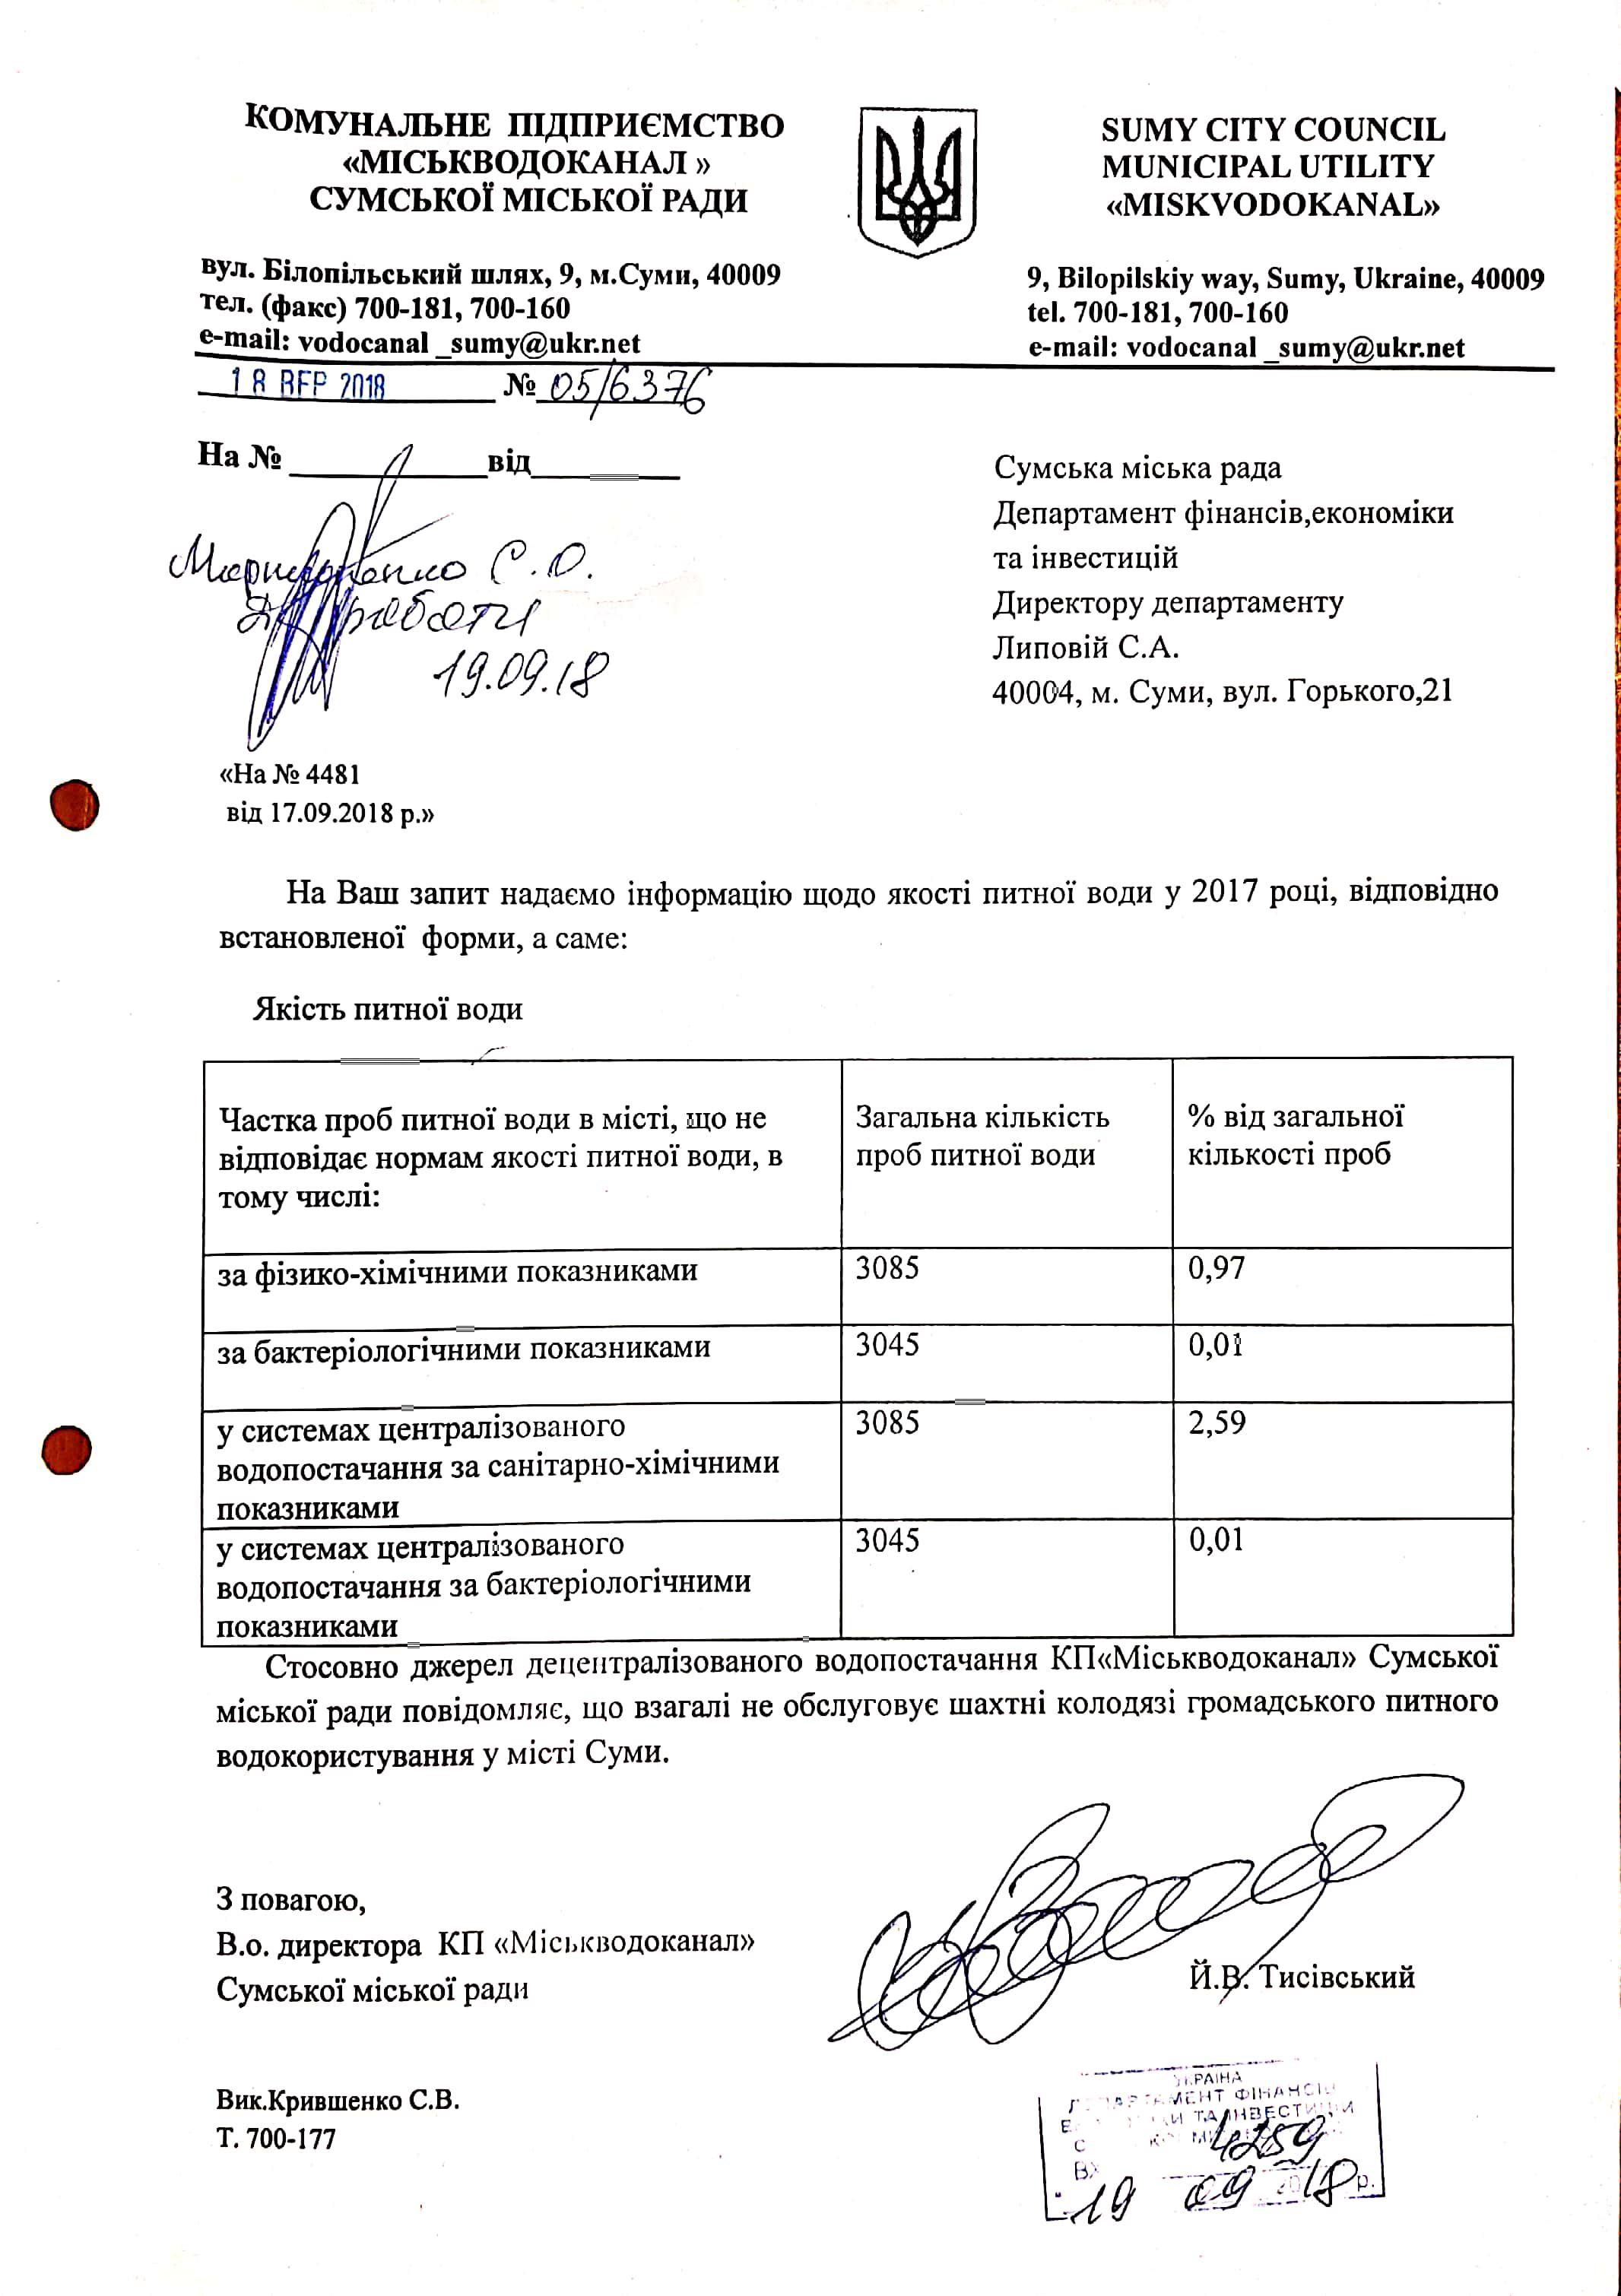 КОМУНАЛЬНЕ ПІДПРИЄМСТВО
«МІСЬКВОДОКАНАЛ »
СУМСЬКОЇ МІСЬКОЇ РАДИ
вул. Білопільський шлях, 9, м.Суми, 40009
тел. (факс) 700-181, 700-160
e-mail: vodocanal _sumy@ukr.net
SUMY CITY COUNCIL
MUNICIPAL UTILITY
«MISKVODOKANAL»
9, Bilopilskiy way, Sumy, Ukraine, 40009
tel. 700-181, 700-160
e-mail: vodocanal _sumy@ukr.net
18 ВЕР 2018 № 05/6376
На № від
С.О.
19.09.18
Сумська міська рада
Департамент фінансів,економіки
та інвестицій
Директору департаменту
Липовій С.А.
40004, м. Суми, вул. Горького,21
«На № 4481
від 17.09.2018 р.»
На Ваш запит надаємо інформацію щодо якості питної води у 2017 році, відповідно
встановленої форми, а саме:
Якість питної води
Частка проб питної води в місті, що не
відповідає нормам якості питної води, в
тому числі:
Загальна кількість
проб питної води
% від загальної
кількості проб
за фізико-хімічними показниками 3085 0,97
за бактеріологічними показниками 3045 0,01
у системах централізованого 3085 2,59
водопостачання за санітарно-хімічними
показниками
у системах централізованого 3045 0,01
водопостачання за бактеріологічними
показниками
Стосовно джерел децентралізованого водопостачання КП«Міськводоканал» Сумської
міської ради повідомляє, що взагалі не обслуговує шахтні колодязі громадського питного
водокористування у місті Суми.
З повагою,
В.о. директора КП «Міськводоканал»
Сумської міської ради
Й.В. Тисівський
Вик.Крившенко С.В.
Т. 700-177
УКРАЇНА
ДЕПАРТАМЕНТ ФІНАНСІВ
ТА ІНВЕСТИЦІЙ
4259
19 09 2018 р.